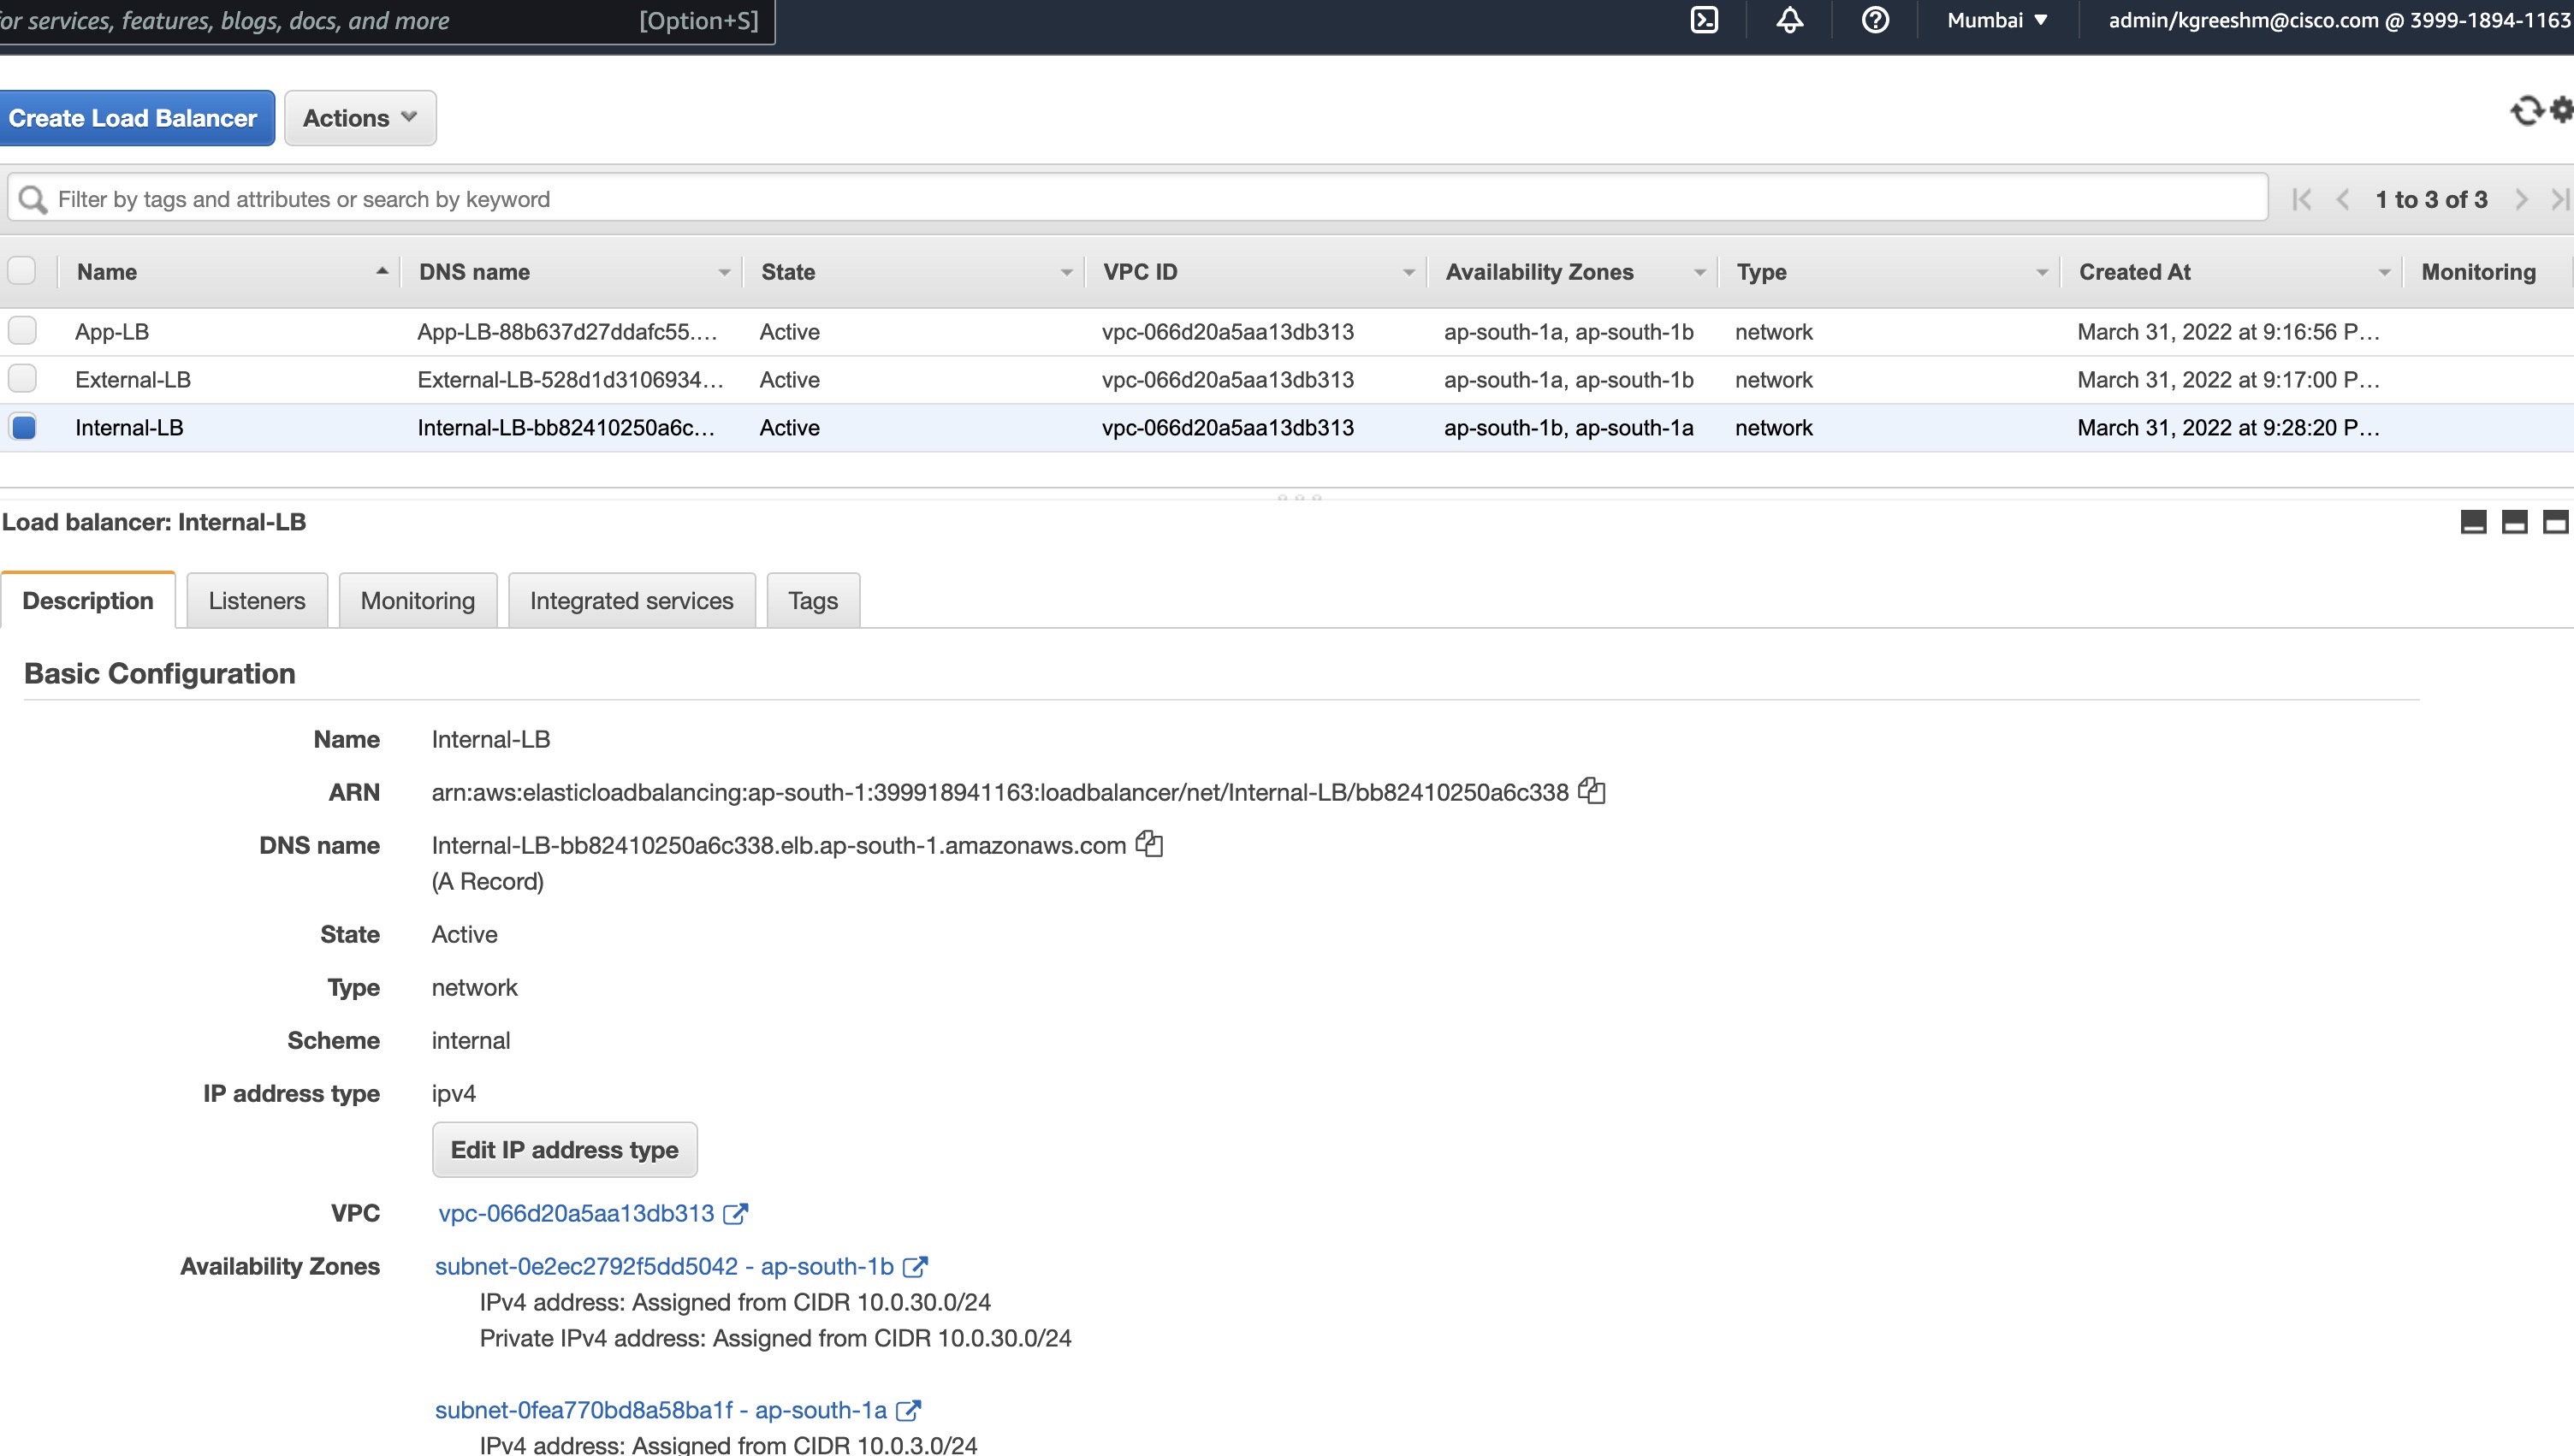 or services, features, blogs, docs, and more [Option+S] Mumbai ▼ admin/kgreeshm@cisco.com @ 3999-1894-1163
Create Load Balancer Actions
Filter by tags and attributes or search by keyword 1 to 3 of 3
Name DNS name State VPC ID Availability Zones Type Created At Monitoring
App-LB App-LB-88b637d27ddafc55.… Active vpc-066d20a5aa13db313 ap-south-1a, ap-south-1b network March 31, 2022 at 9:16:56 P…
External-LB External-LB-528d1d3106934… Active vpc-066d20a5aa13db313 ap-south-1a, ap-south-1b network March 31, 2022 at 9:17:00 P…
Internal-LB Internal-LB-bb82410250a6c… Active vpc-066d20a5aa13db313 ap-south-1b, ap-south-1a network March 31, 2022 at 9:28:20 P…
Load balancer: Internal-LB
Description Listeners Monitoring Integrated services Tags
Basic Configuration
Name Internal-LB
ARN arn:aws:elasticloadbalancing:ap-south-1:399918941163:loadbalancer/net/Internal-LB/bb82410250a6c338
DNS name Internal-LB-bb82410250a6c338.elb.ap-south-1.amazonaws.com
(A Record)
State Active
Type network
Scheme internal
IP address type ipv4
Edit IP address type
VPC vpc-066d20a5aa13db313
Availability Zones subnet-0e2ec2792f5dd5042 - ap-south-1b
IPv4 address: Assigned from CIDR 10.0.30.0/24
Private IPv4 address: Assigned from CIDR 10.0.30.0/24
subnet-0fea770bd8a58ba1f - ap-south-1a
IPv4 address: Assigned from CIDR 10.0.3.0/24